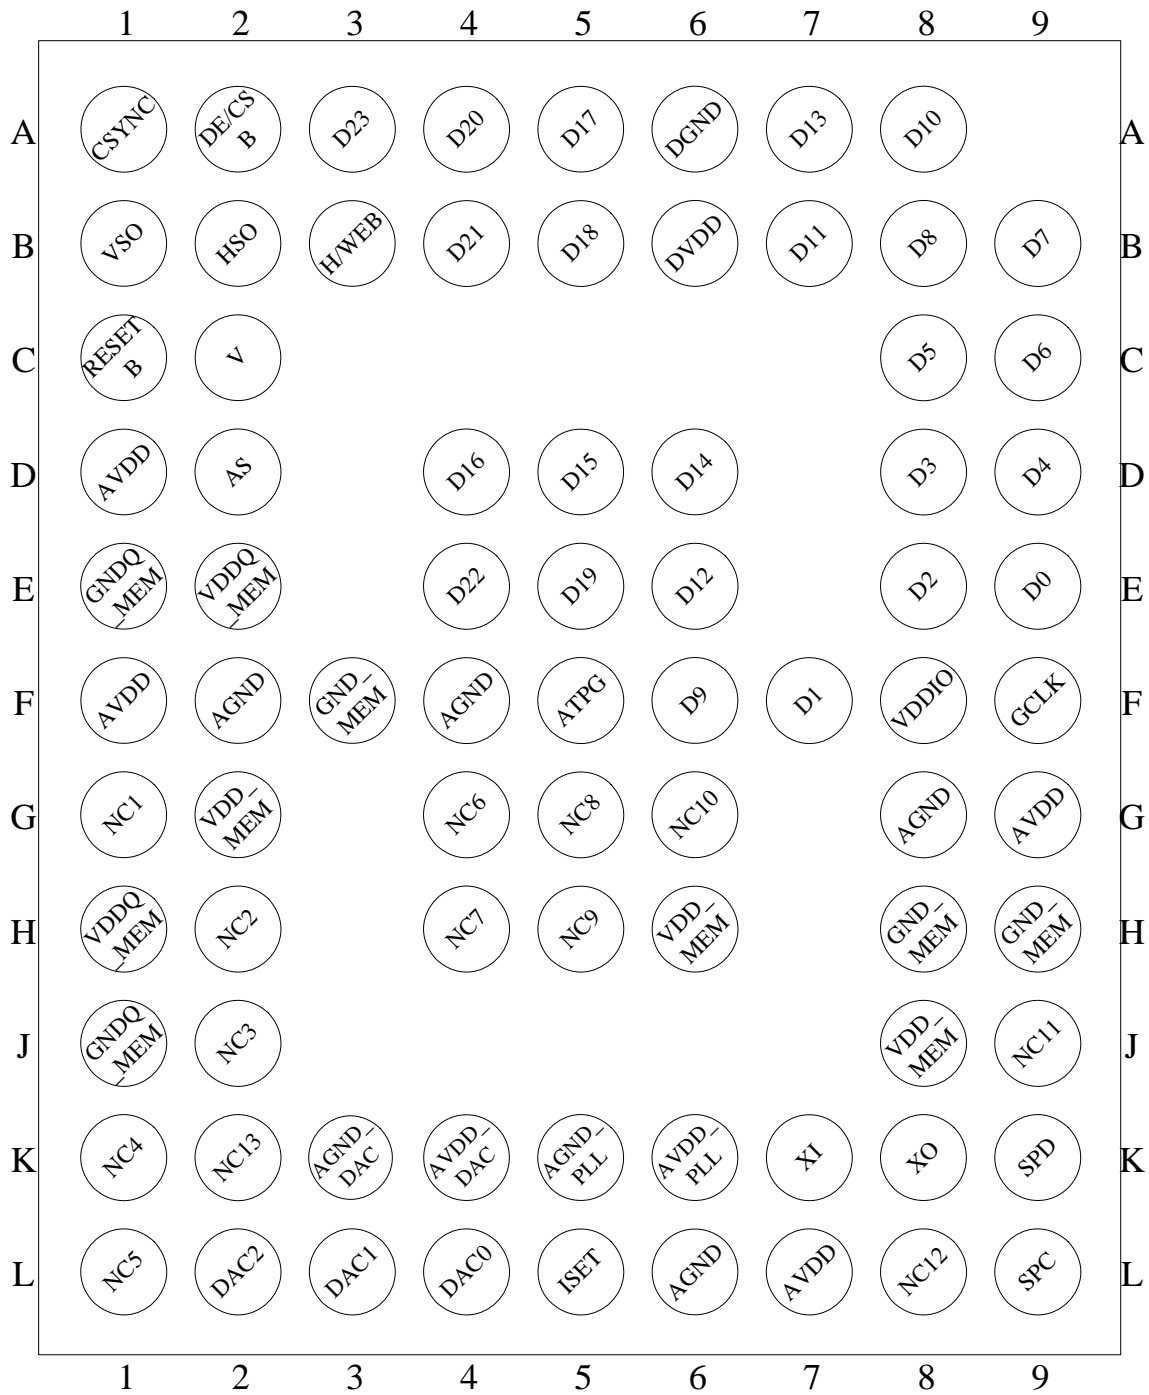 1 2 3 4 5 6 7 8 9
A CSYNC DE/CS B D23 D20 D17 DGND D13 D10 A
B VSO HSO H/WEB D21 D18 DVDD D11 D8 D7 B
C RESET B V D5 D6 C
D AVDD AS D16 D15 D14 D3 D4 D
E GNDQ _MEM VDDQ _MEM D22 D19 D12 D2 D0 E
F AVDD AGND GND_ MEM AGND ATPG D9 D1 VDDIO GCLK F
G NC1 VDD_ MEM NC6 NC8 NC10 AGND AVDD G
H VDDQ _MEM NC2 NC7 NC9 VDD_ MEM GND_ MEM GND_ MEM H
J GNDQ _MEM NC3 VDD_ MEM NC11 J
K NC4 NC13 AGND_ DAC AVDD_ DAC AGND_ PLL AVDD_ PLL XI XO SPD K
L NC5 DAC2 DAC1 DAC0 ISET AGND AVDD NC12 SPC L
1 2 3 4 5 6 7 8 9